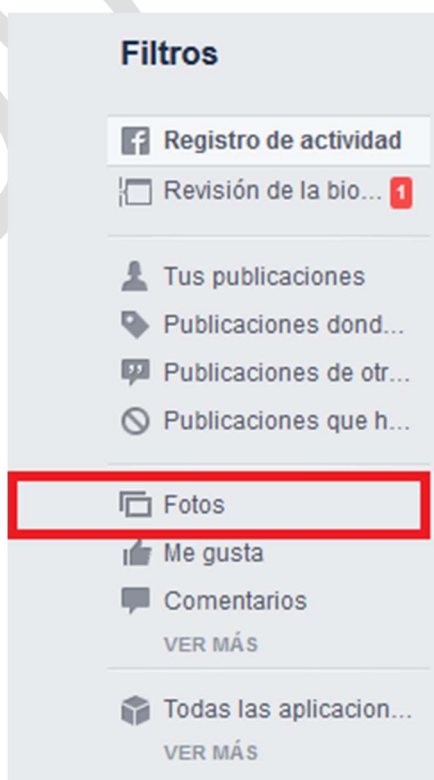 Filtros
Registro de actividad
Revisión de la bio... 1
Tus publicaciones
Publicaciones dond...
Publicaciones de otr...
Publicaciones que h...
Fotos
Me gusta
Comentarios
VER MÁS
Todas las aplicacion...
VER MÁS